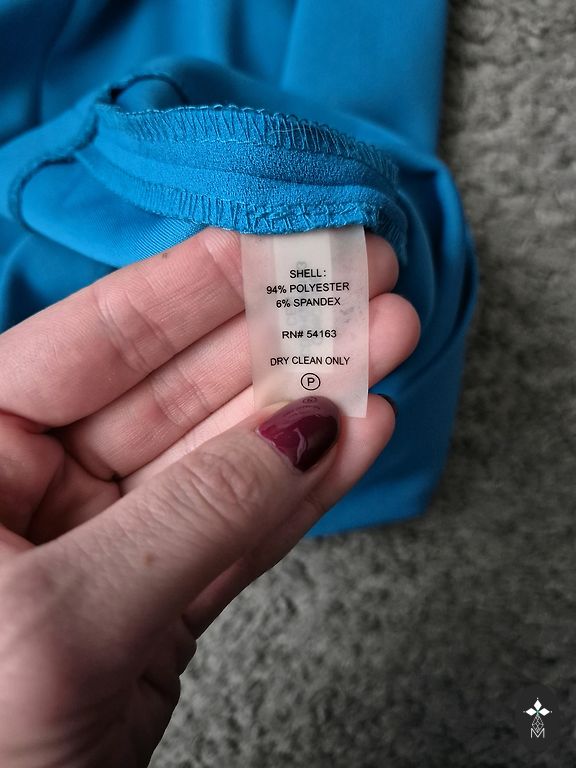 SHELL:
94% POLYESTER
6% SPANDEX
RN# 54163
DRY CLEAN ONLY
P
M